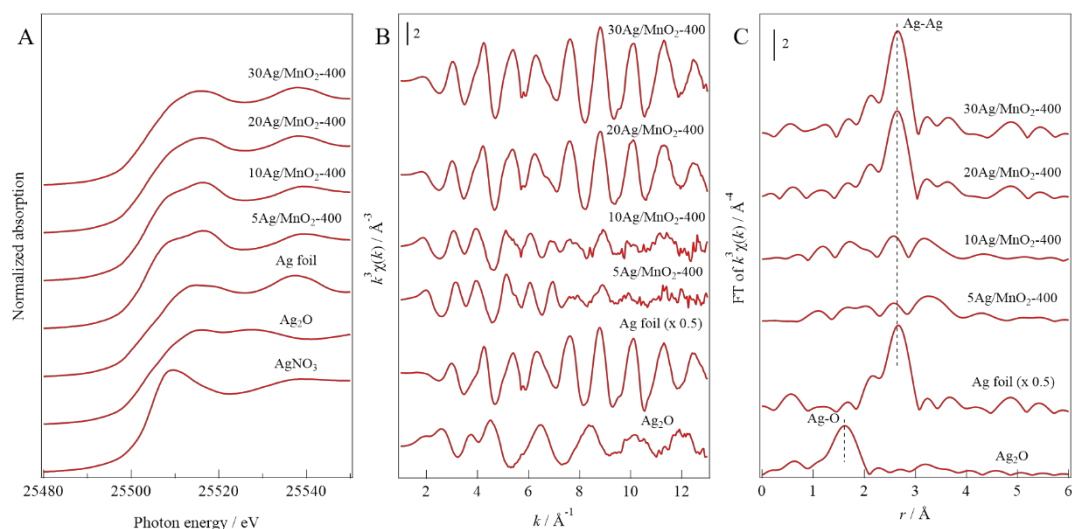 A
30Ag/MnO₂-400
20Ag/MnO₂-400
10Ag/MnO₂-400
5Ag/MnO₂-400
Ag foil
Ag₂O
AgNO₃
Normalized absorption
25480 25500 25520 25540
Photon energy / eV
B
2
30Ag/MnO₂-400
20Ag/MnO₂-400
10Ag/MnO₂-400
5Ag/MnO₂-400
Ag foil (x 0.5)
Ag₂O
k³ χ(k) / Å⁻³
2 4 6 8 10 12
k / Å⁻¹
C
2
Ag-Ag
30Ag/MnO₂-400
20Ag/MnO₂-400
10Ag/MnO₂-400
5Ag/MnO₂-400
Ag foil (x 0.5)
Ag-O
Ag₂O
FT of k³ χ(k) / Å⁻⁴
0 1 2 3 4 5 6
r / Å